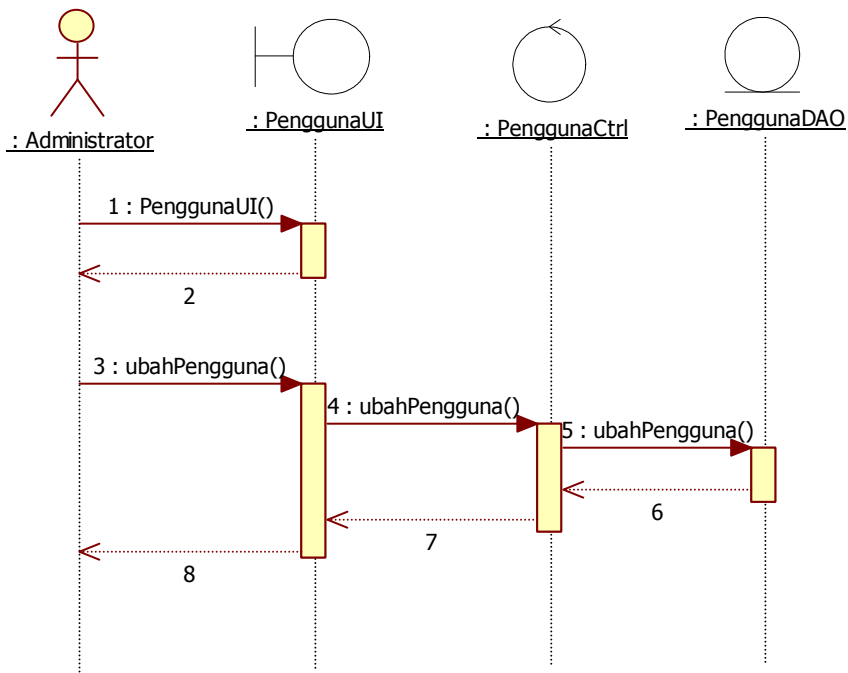 : Administrator
: PenggunaUI
: PenggunaCtrl
: PenggunaDAO
1 : PenggunaUI()
2
3 : ubahPengguna()
4 : ubahPengguna()
5 : ubahPengguna()
6
7
8